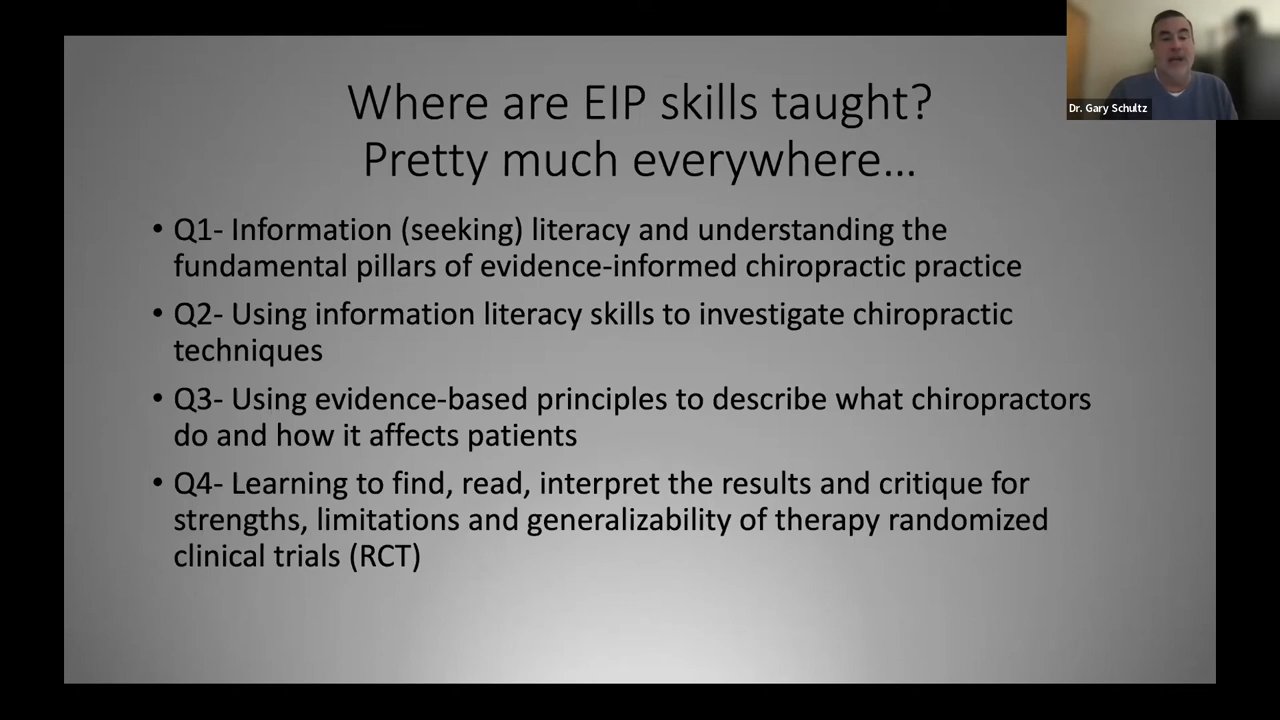 Where are EIP skills taught?
Pretty much everywhere...
• Q1- Information (seeking) literacy and understanding the
fundamental pillars of evidence-informed chiropractic practice
• Q2- Using information literacy skills to investigate chiropractic
techniques
• Q3- Using evidence-based principles to describe what chiropractors
do and how it affects patients
• Q4- Learning to find, read, interpret the results and critique for
strengths, limitations and generalizability of therapy randomized
clinical trials (RCT)
Dr. Gary Schultz